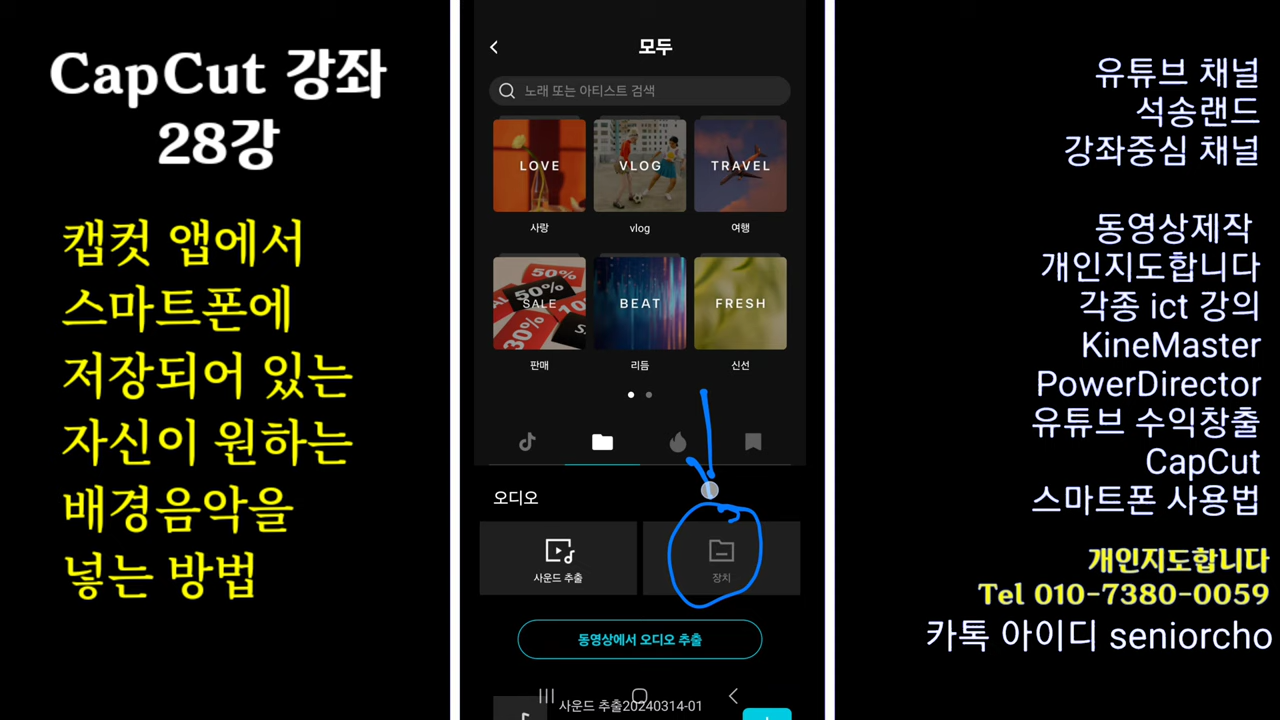 CapCut 강좌
28강
캡컷 앱에서
스마트폰에
저장되어 있는
자신이 원하는
배경음악을
넣는 방법
모두
노래 또는 아티스트 검색
LOVE
VLOG
TRAVEL
사랑
vlog
여행
50%
50%
SALE
30%
BEAT
FRESH
판매
리듬
신선
오디오
사운드 추출
장치
동영상에서 오디오 추출
사운드 추출20240314-01
유튜브 채널
석송랜드
강좌중심 채널
동영상제작
개인지도합니다
각종 ict 강의
KineMaster
PowerDirector
유튜브 수익창출
CapCut
스마트폰 사용법
개인지도합니다
Tel 010-7380-0059
카톡 아이디 seniorcho